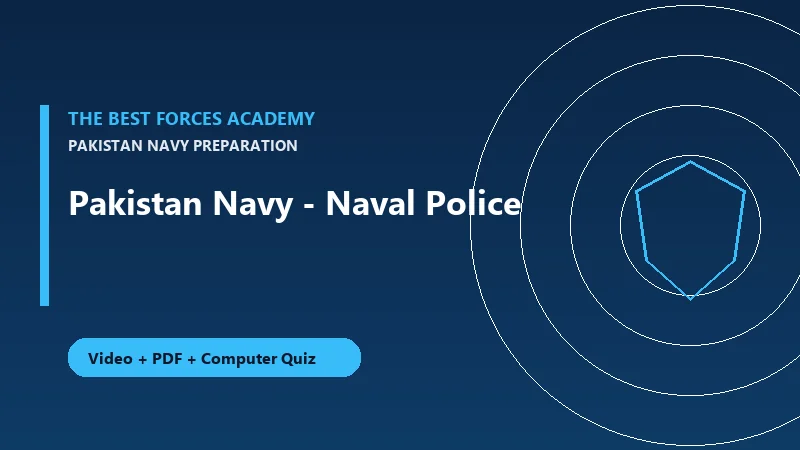 THE BEST FORCES ACADEMY
PAKISTAN NAVY PREPARATION
Pakistan Navy - Naval Police
Video + PDF + Computer Quiz